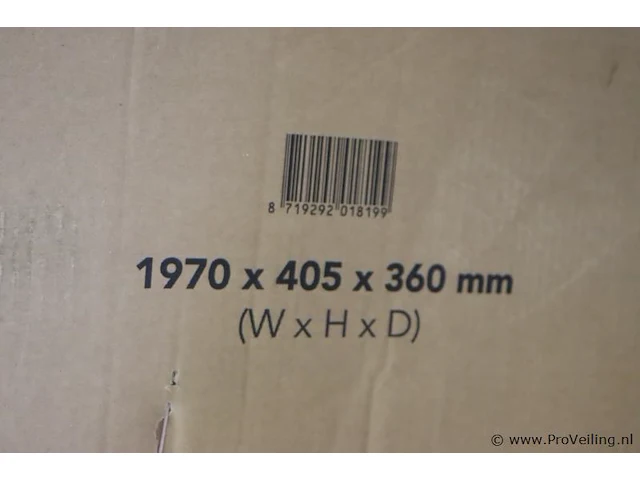 8 719292 018199
1970 x 405 x 360 mm
(W x H x D)
© www.ProVeiling.nl